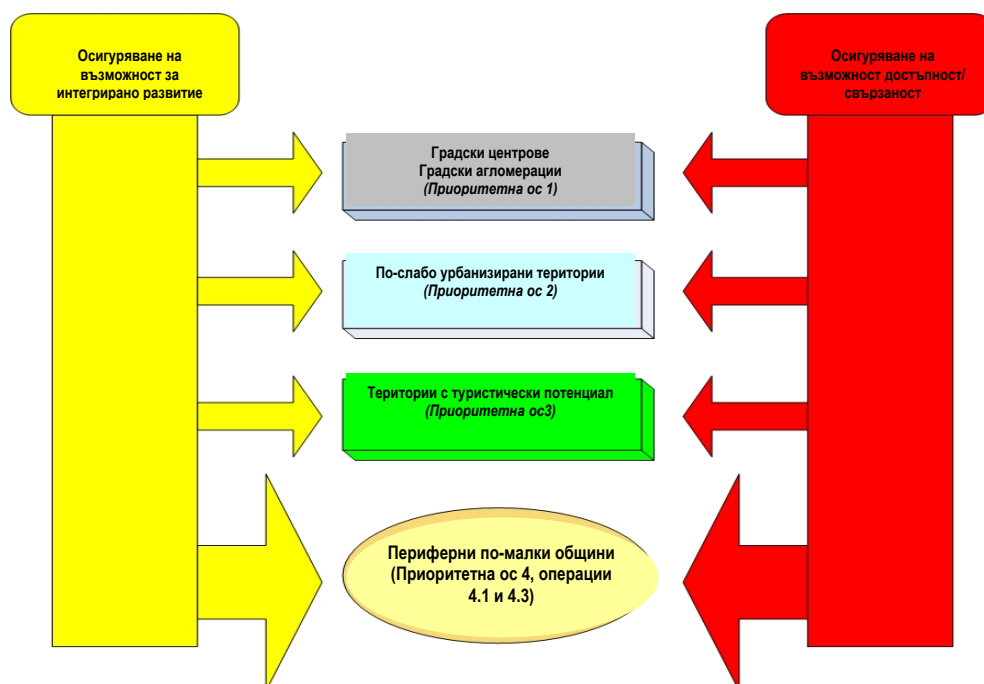 Осигуряване на
възможност за
интегрирано развитие
Осигуряване на
възможност достъпност/
свързаност
Градски центрове
Градски агломерации
(Приоритетна ос 1)
По-слабо урбанизирани територии
(Приоритетна ос 2)
Територии с туристически потенциал
(Приоритетна ос3)
Периферни по-малки общини
(Приоритетна ос 4, операции
4.1 и 4.3)